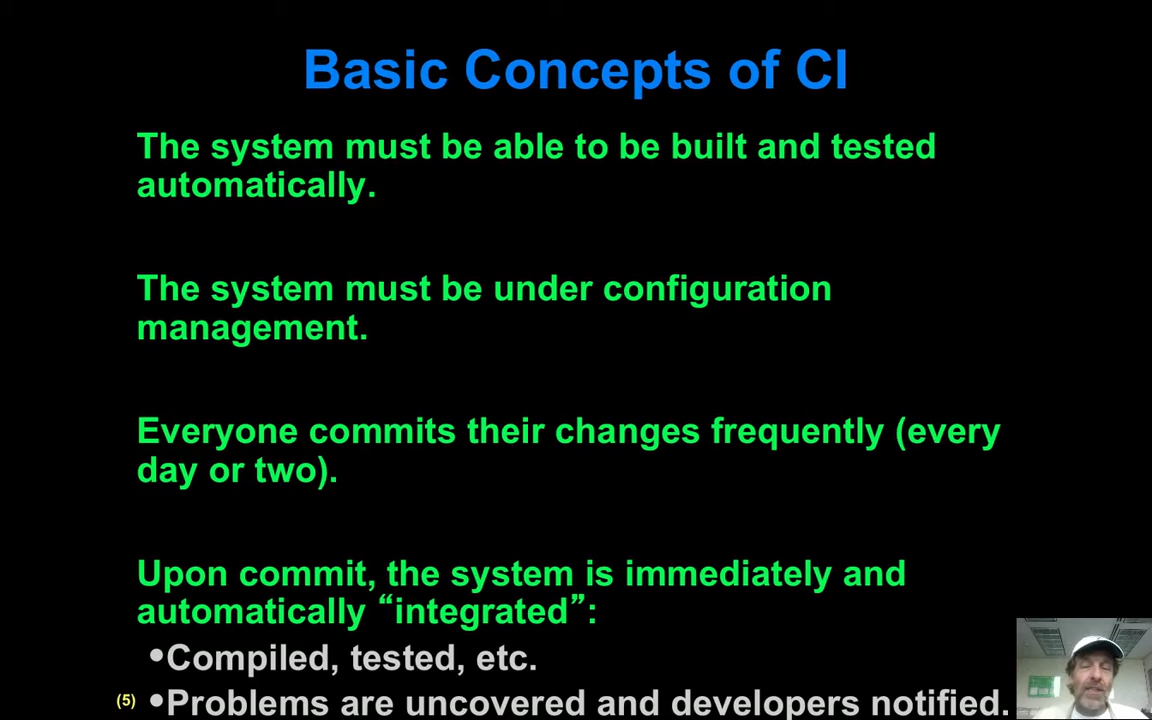 Basic Concepts of CI
The system must be able to be built and tested
automatically.
The system must be under configuration
management.
Everyone commits their changes frequently (every
day or two).
Upon commit, the system is immediately and
automatically “integrated”:
•Compiled, tested, etc.
(5) •Problems are uncovered and developers notified.